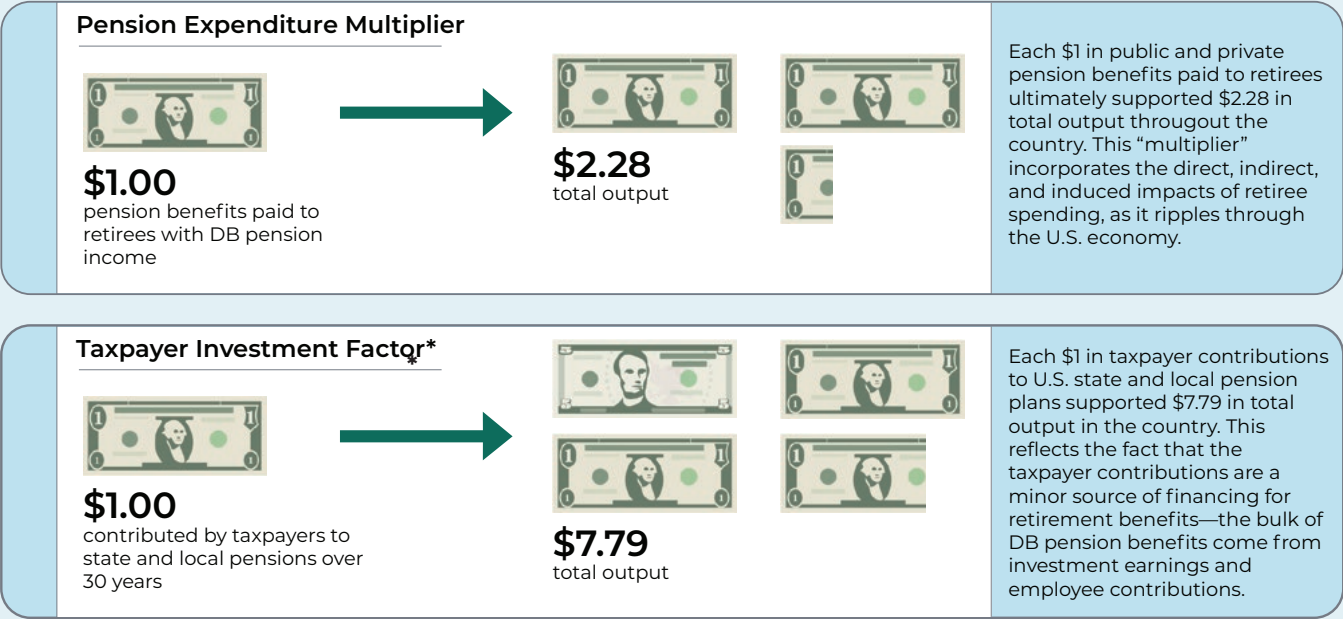 Pension Expenditure Multiplier
$1.00
pension benefits paid to
retirees with DB pension
income
$2.28
total output
Each $1 in public and private
pension benefits paid to retirees
ultimately supported $2.28 in
total output througout the
country. This “multiplier”
incorporates the direct, indirect,
and induced impacts of retiree
spending, as it ripples through
the U.S. economy.
Taxpayer Investment Factor*
*
$1.00
contributed by taxpayers to
state and local pensions over
30 years
$7.79
total output
Each $1 in taxpayer contributions
to U.S. state and local pension
plans supported $7.79 in total
output in the country. This
reflects the fact that the
taxpayer contributions are a
minor source of financing for
retirement benefits—the bulk of
DB pension benefits come from
investment earnings and
employee contributions.